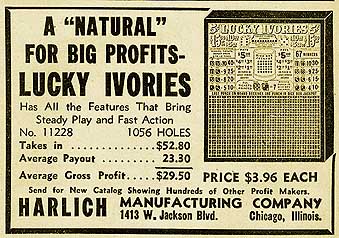 A "NATURAL"
FOR BIG PROFITS-
LUCKY IVORIES
Has All the Features That Bring
Steady Play and Fast Action
No. 11228 1056 HOLES
Takes in .......... $52.80
Average Payout ..... 23.30
Average Gross Profit.....$29.50
LUCKY IVORIES
67 WINNERS
PRICE $3.96 EACH
Send for New Catalog Showing Hundreds of Other Profit Makers.
HARLICH MANUFACTURING COMPANY
1413 W. Jackson Blvd. Chicago, Illinois.